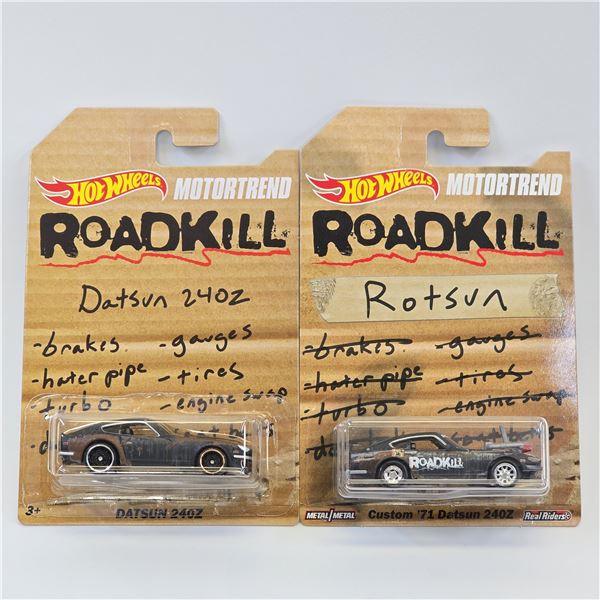 HOT WHEELS MOTORTREND
ROADKILL
Datsun 240Z
-brakes -gauges
-hater pipe -tires
-turbo -engine swap
3+
DATSUN 240Z
HOT WHEELS MOTORTREND
ROADKILL
Rotsun
-brakes -gauges
-hater pipe -tires
-turbo -engine swap
ROADKILL
METAL/METAL Custom '71 Datsun 240Z Real Riders